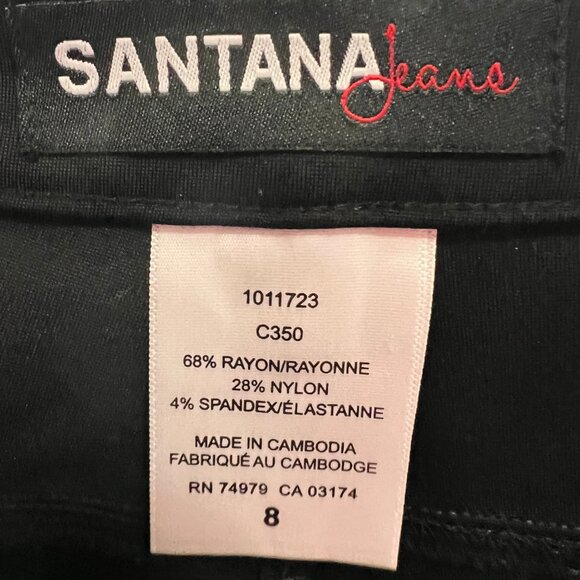 SANTANA Jeans
1011723
C350
68% RAYON/RAYONNE
28% NYLON
4% SPANDEX/ÉLASTANNE
MADE IN CAMBODIA
FABRIQUÉ AU CAMBODGE
RN 74979 CA 03174
8